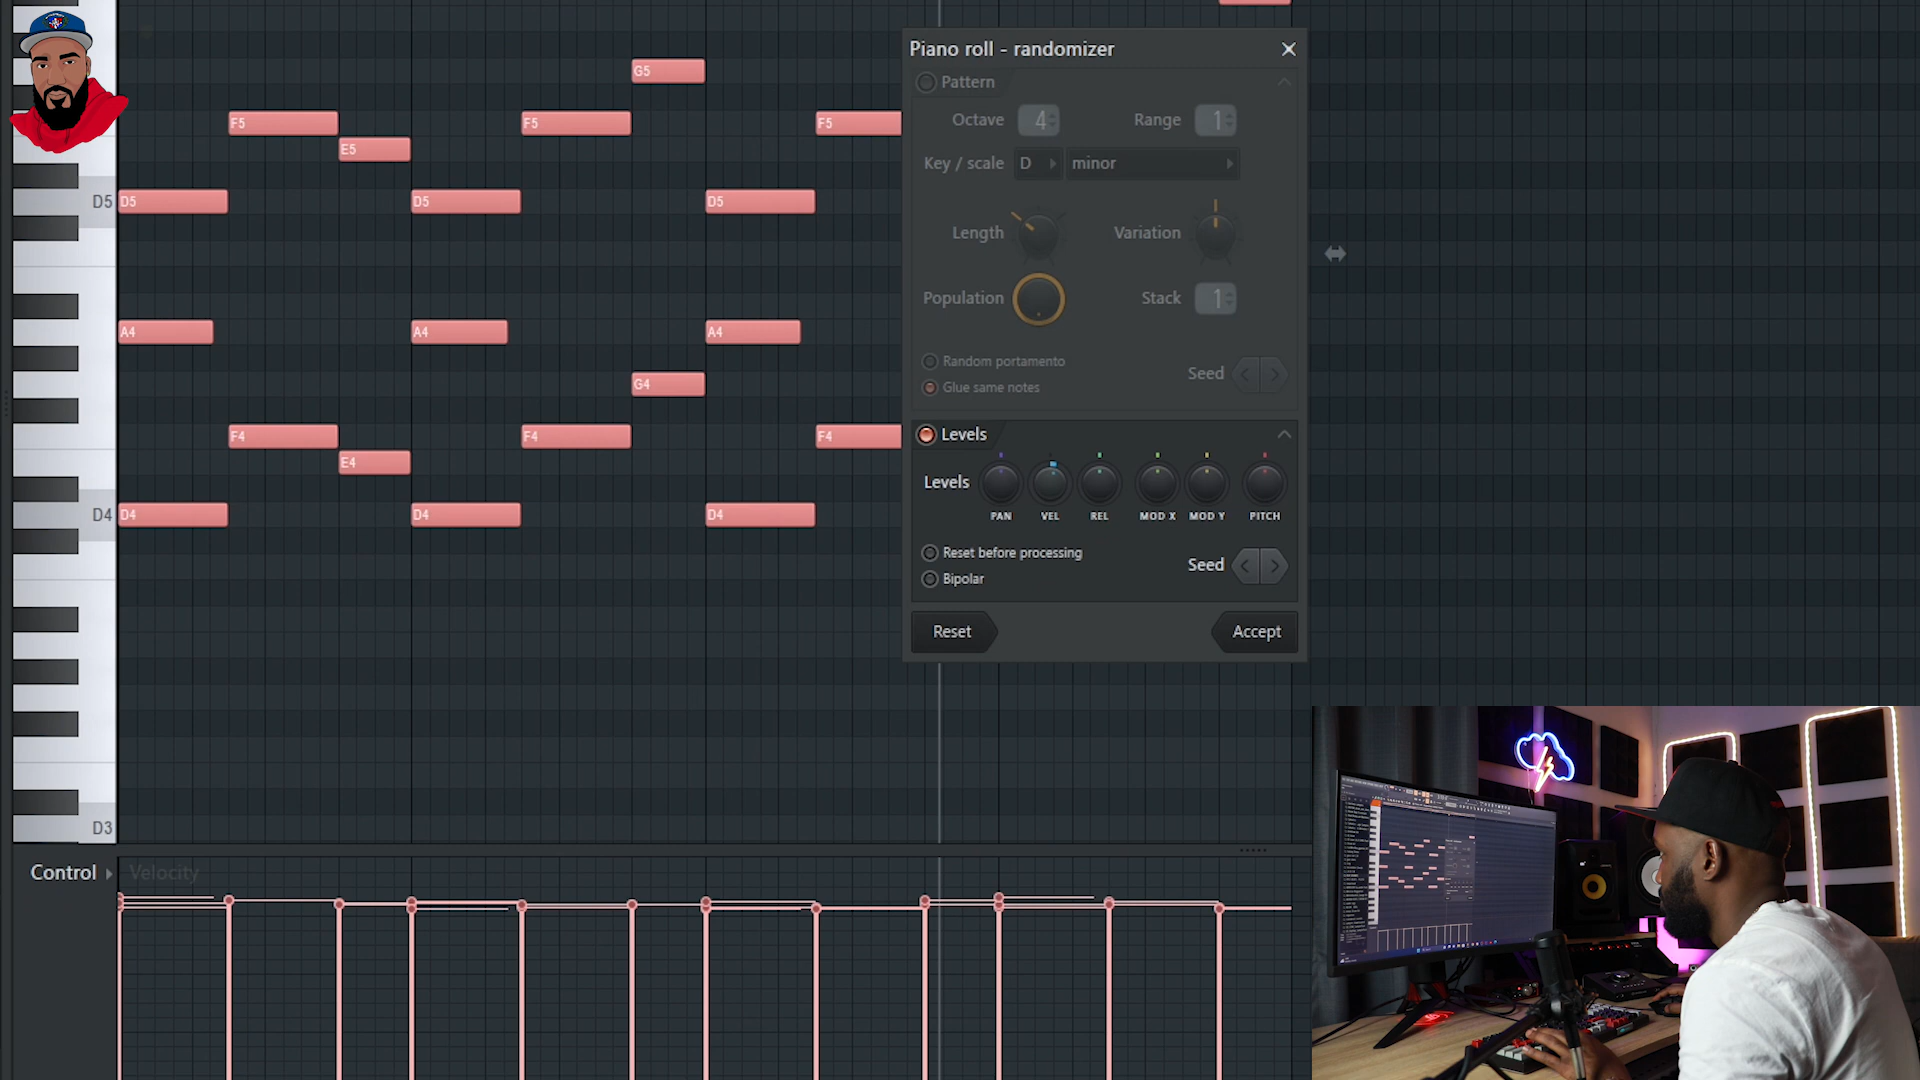 Piano roll - randomizer
Pattern
Octave 4 Range 1
Key / scale D minor
Length Variation
Population Stack 1
Random portamento
Glue same notes
Seed
Levels
Levels
PAN VEL REL MOD X MOD Y PITCH
Reset before processing
Bipolar
Seed
Reset Accept
G5
F5 F5 F5
E5
D5 D5 D5 D5
A4 A4 A4
G4
F4 F4 F4
E4
D4 D4 D4 D4
D3
Control Velocity